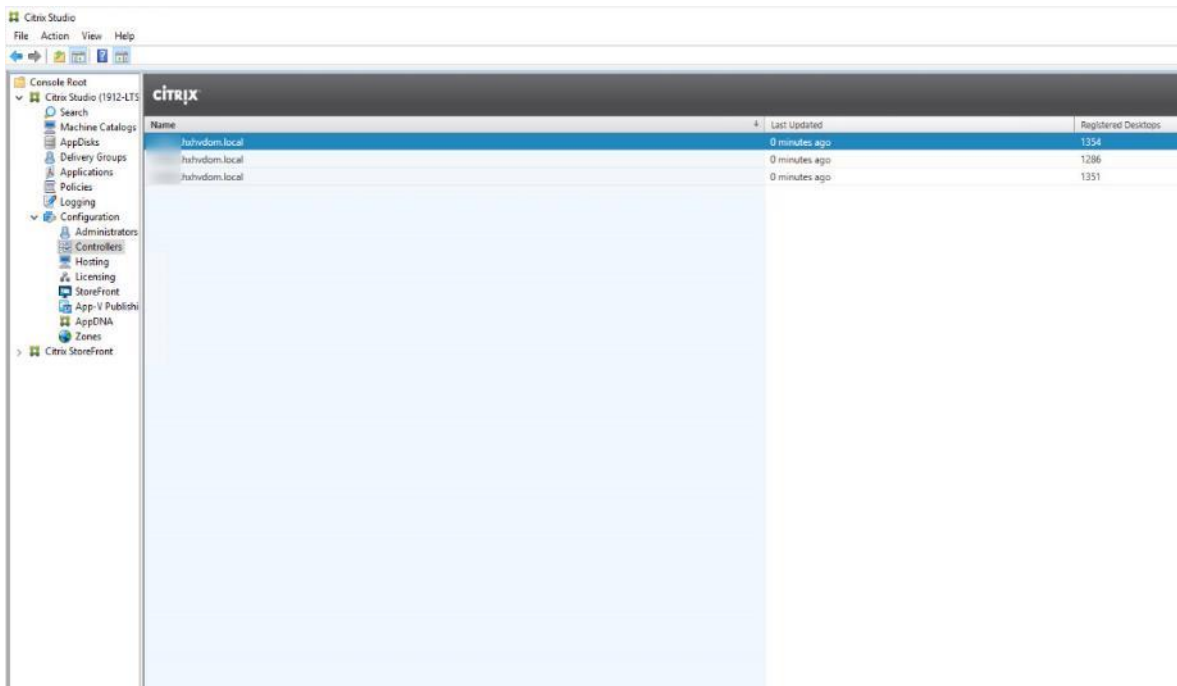 Citrix Studio
File Action View Help
Console Root
Citrix Studio (1912-LTS
Search
Machine Catalogs
AppDisks
Delivery Groups
Applications
Policies
Logging
Configuration
Administrators
Controllers
Hosting
Licensing
StoreFront
App-V Publishi
AppDNA
Zones
Citrix StoreFront
CİTRIX
Name Last Updated Registered Desktops
.hxhvdom.local 0 minutes ago 1354
.hxhvdom.local 0 minutes ago 1286
.hxhvdom.local 0 minutes ago 1351